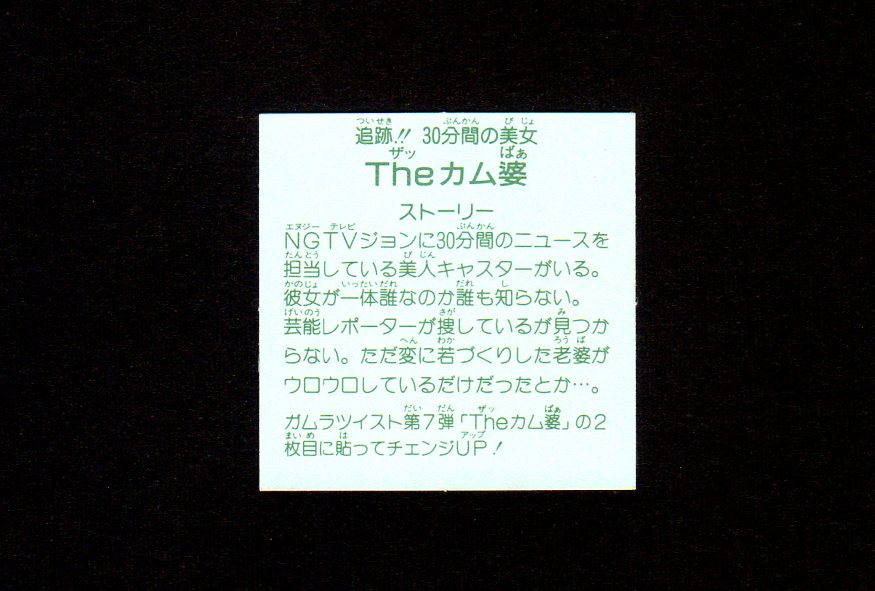 追跡!! 30分間の美女
Theカム婆
ストーリー
NGTVジョンに30分間のニュースを
担当している美人キャスターがいる。
彼女が一体誰なのか誰も知らない。
芸能レポーターが捜しているが見つか
らない。ただ変に若づくりした老婆が
ウロウロしているだけだったとか…。
ガムラツイスト第7弾「Theカム婆」の2
枚目に貼ってチェンジUP!